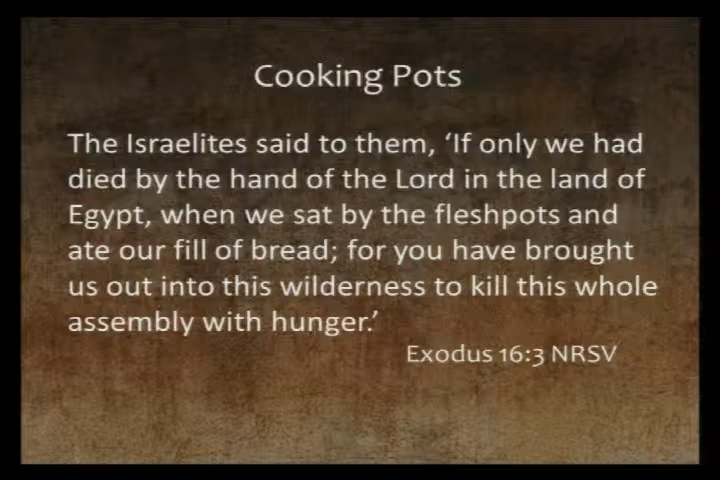 Cooking Pots
The Israelites said to them, ‘If only we had
died by the hand of the Lord in the land of
Egypt, when we sat by the fleshpots and
ate our fill of bread; for you have brought
us out into this wilderness to kill this whole
assembly with hunger.’
Exodus 16:3 NRSV